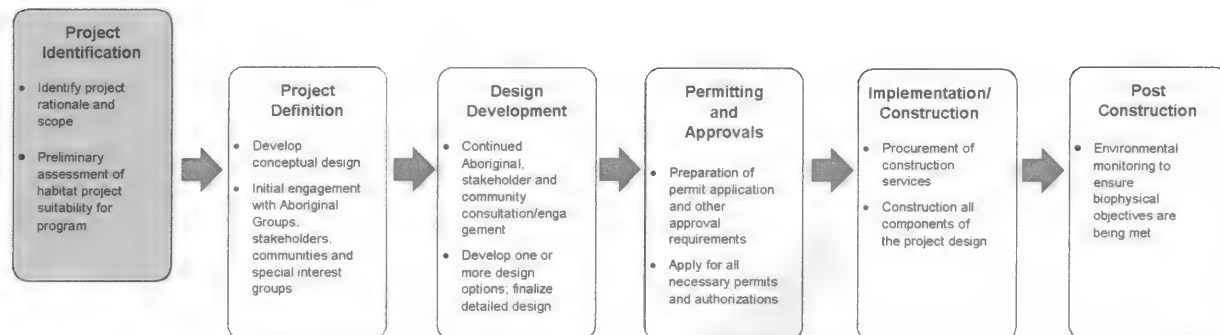 Project
Identification
• Identify project
rationale and
scope
• Preliminary
assessment of
habitat project
suitability for
program
Project
Definition
• Develop
conceptual design
• Initial engagement
with Aboriginal
Groups,
stakeholders,
communities and
special interest
groups
Design
Development
• Continued
Aboriginal,
stakeholder and
community
consultation/enga
gement
• Develop one or
more design
options; finalize
detailed design
Permitting
and
Approvals
• Preparation of
permit application
and other
approval
requirements
• Apply for all
necessary permits
and authorizations
Implementation/
Construction
• Procurement of
construction
services
• Construction all
components of
the project design
Post
Construction
• Environmental
monitoring to
ensure
biophysical
objectives are
being met